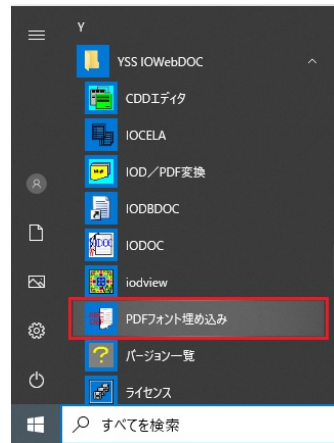 Y
YSS IOWebDOC
CDDIエディタ
IOCELA
IOD／PDF変換
IODBDOC
IODOC
iodview
PDFフォント埋め込み
バージョン一覧
ライセンス
すべてを検索